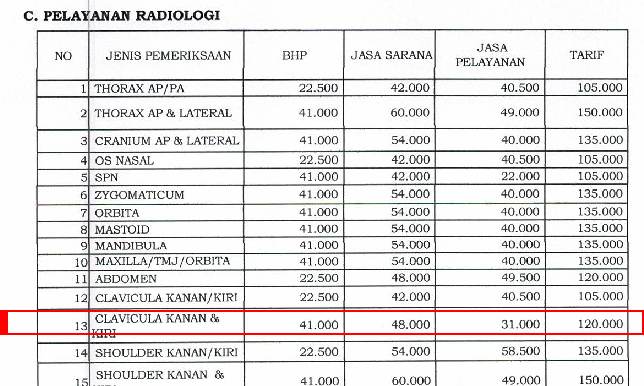 C. PELAYANAN RADIOLOGI
NO JENIS PEMERIKSAAN BHP JASA SARANA JASA PELAYANAN TARIF
1 THORAX AP/PA 22.500 42.000 40.500 105.000
2 THORAX AP & LATERAL 41.000 60.000 49.000 150.000
3 CRANIUM AP & LATERAL 41.000 54.000 40.000 135.000
4 OS NASAL 22.500 42.000 40.500 105.000
5 SPN 41.000 42.000 22.000 105.000
6 ZYGOMATICUM 41.000 54.000 40.000 135.000
7 ORBITA 41.000 54.000 40.000 135.000
8 MASTOID 41.000 54.000 40.000 135.000
9 MANDIBULA 41.000 54.000 40.000 135.000
10 MAXILLA/TMJ/ORBITA 41.000 54.000 40.000 135.000
11 ABDOMEN 22.500 48.000 49.500 120.000
12 CLAVICULA KANAN/KIRI 22.500 42.000 40.500 105.000
13 CLAVICULA KANAN & KIRI 41.000 48.000 31.000 120.000
14 SHOULDER KANAN/KIRI 22.500 54.000 58.500 135.000
15 SHOULDER KANAN & 41.000 60.000 49.000 150.000